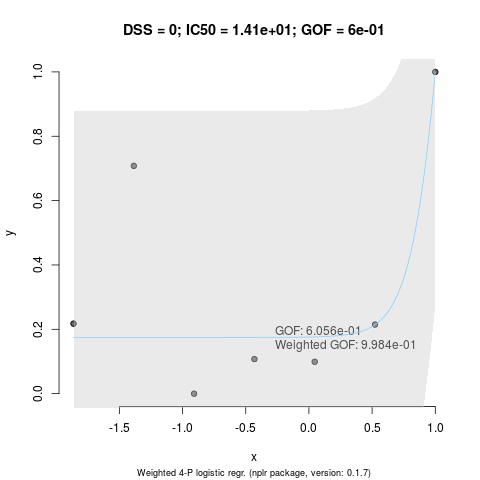 DSS = 0; IC50 = 1.41e+01; GOF = 6e-01
1.0
0.8
0.6
0.4
0.2
0.0
y
GOF: 6.056e-01
Weighted GOF: 9.984e-01
-1.5 -1.0 -0.5 0.0 0.5 1.0
x
Weighted 4-P logistic regr. (nplr package, version: 0.1.7)